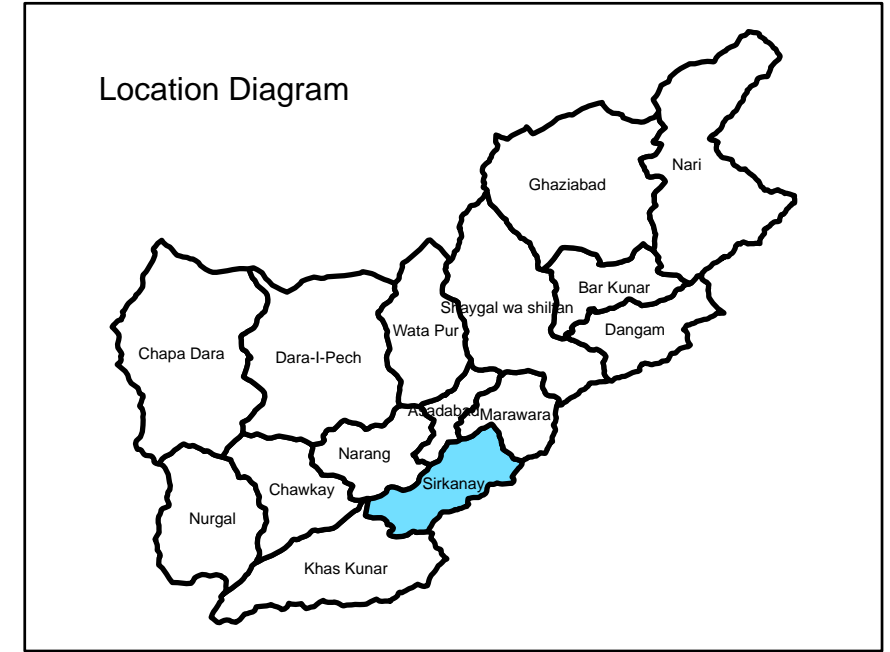 Location Diagram
Nari
Ghaziabad
Bar Kunar
Shaygal wa shiltan
Dangam
Wata Pur
Chapa Dara
Dara-I-Pech
Asadabad
Marawara
Narang
Sirkanay
Chawkay
Nurgal
Khas Kunar